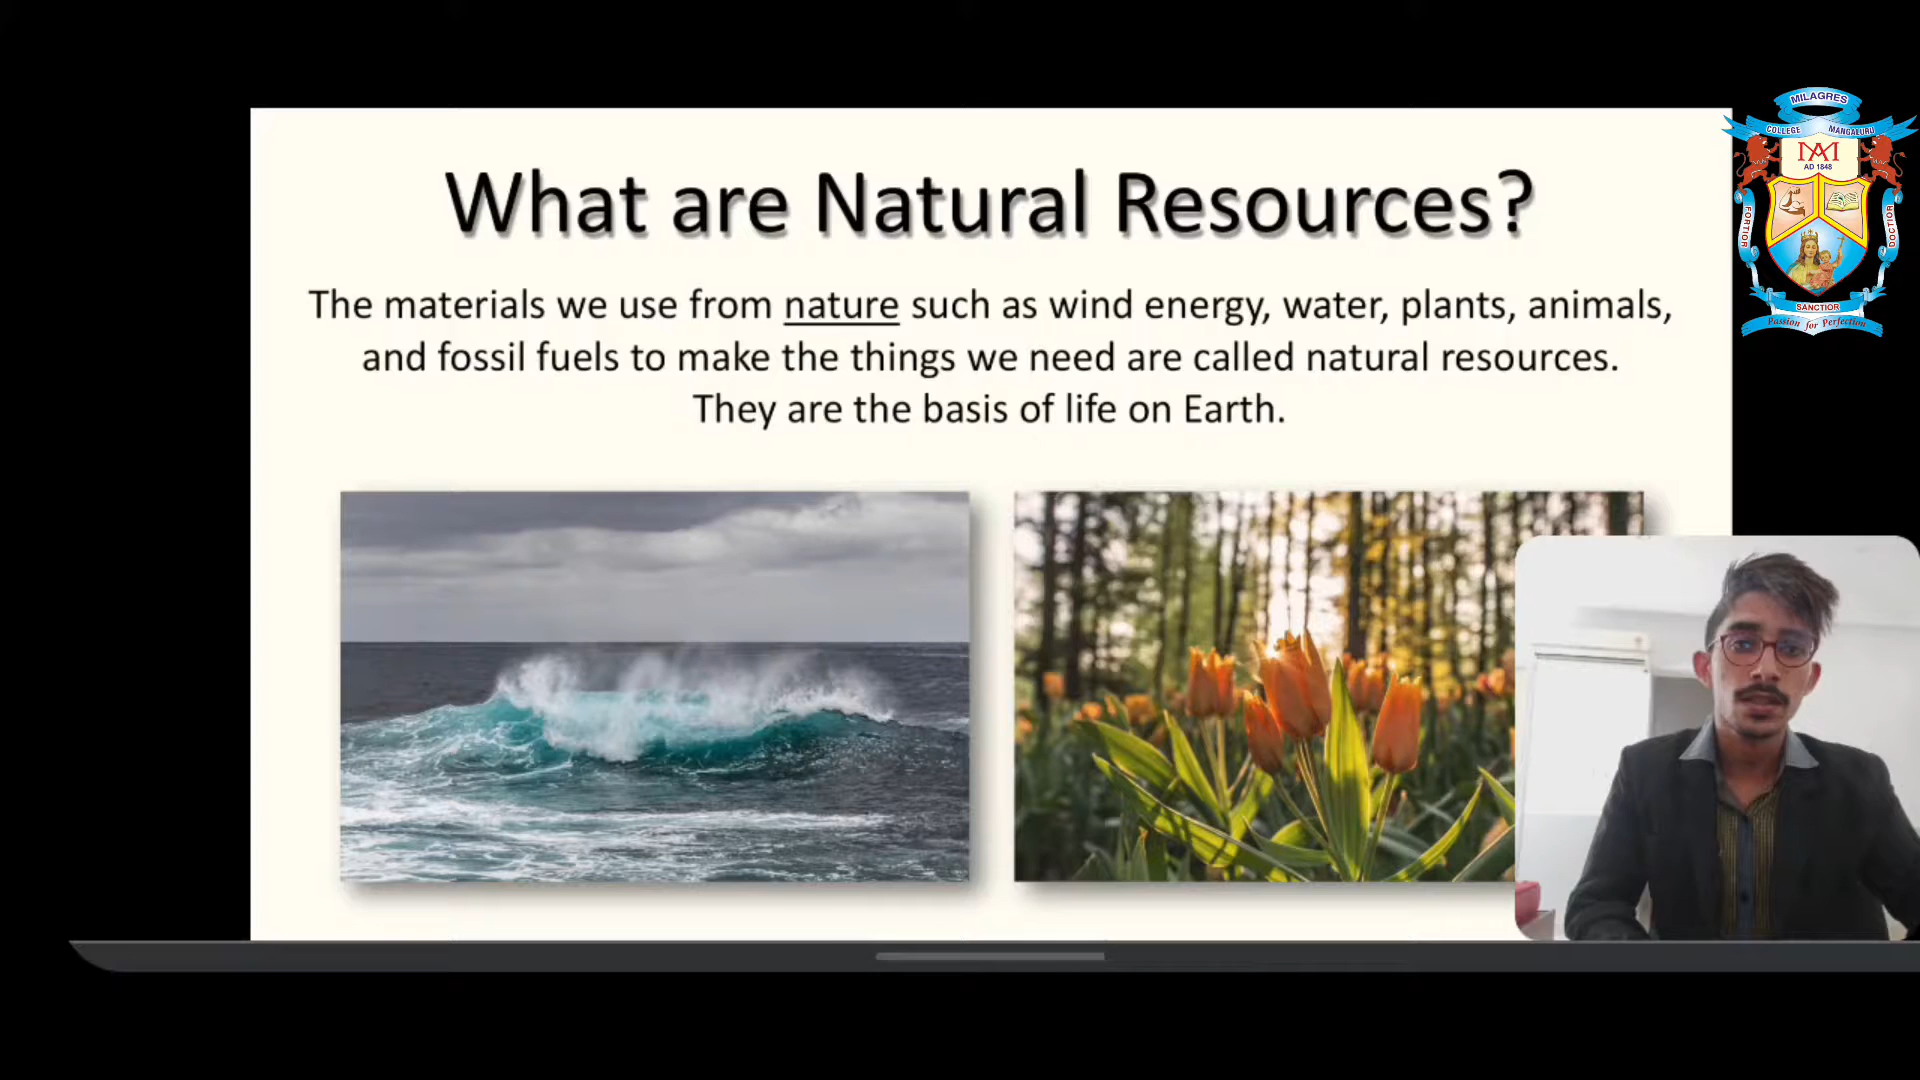 What are Natural Resources?
The materials we use from nature such as wind energy, water, plants, animals,
and fossil fuels to make the things we need are called natural resources.
They are the basis of life on Earth.
MILAGRES
COLLEGE MANGALURU
AD 1848
FORTIOR
DOCTIOR
SANCTIOR
Passion for Perfection